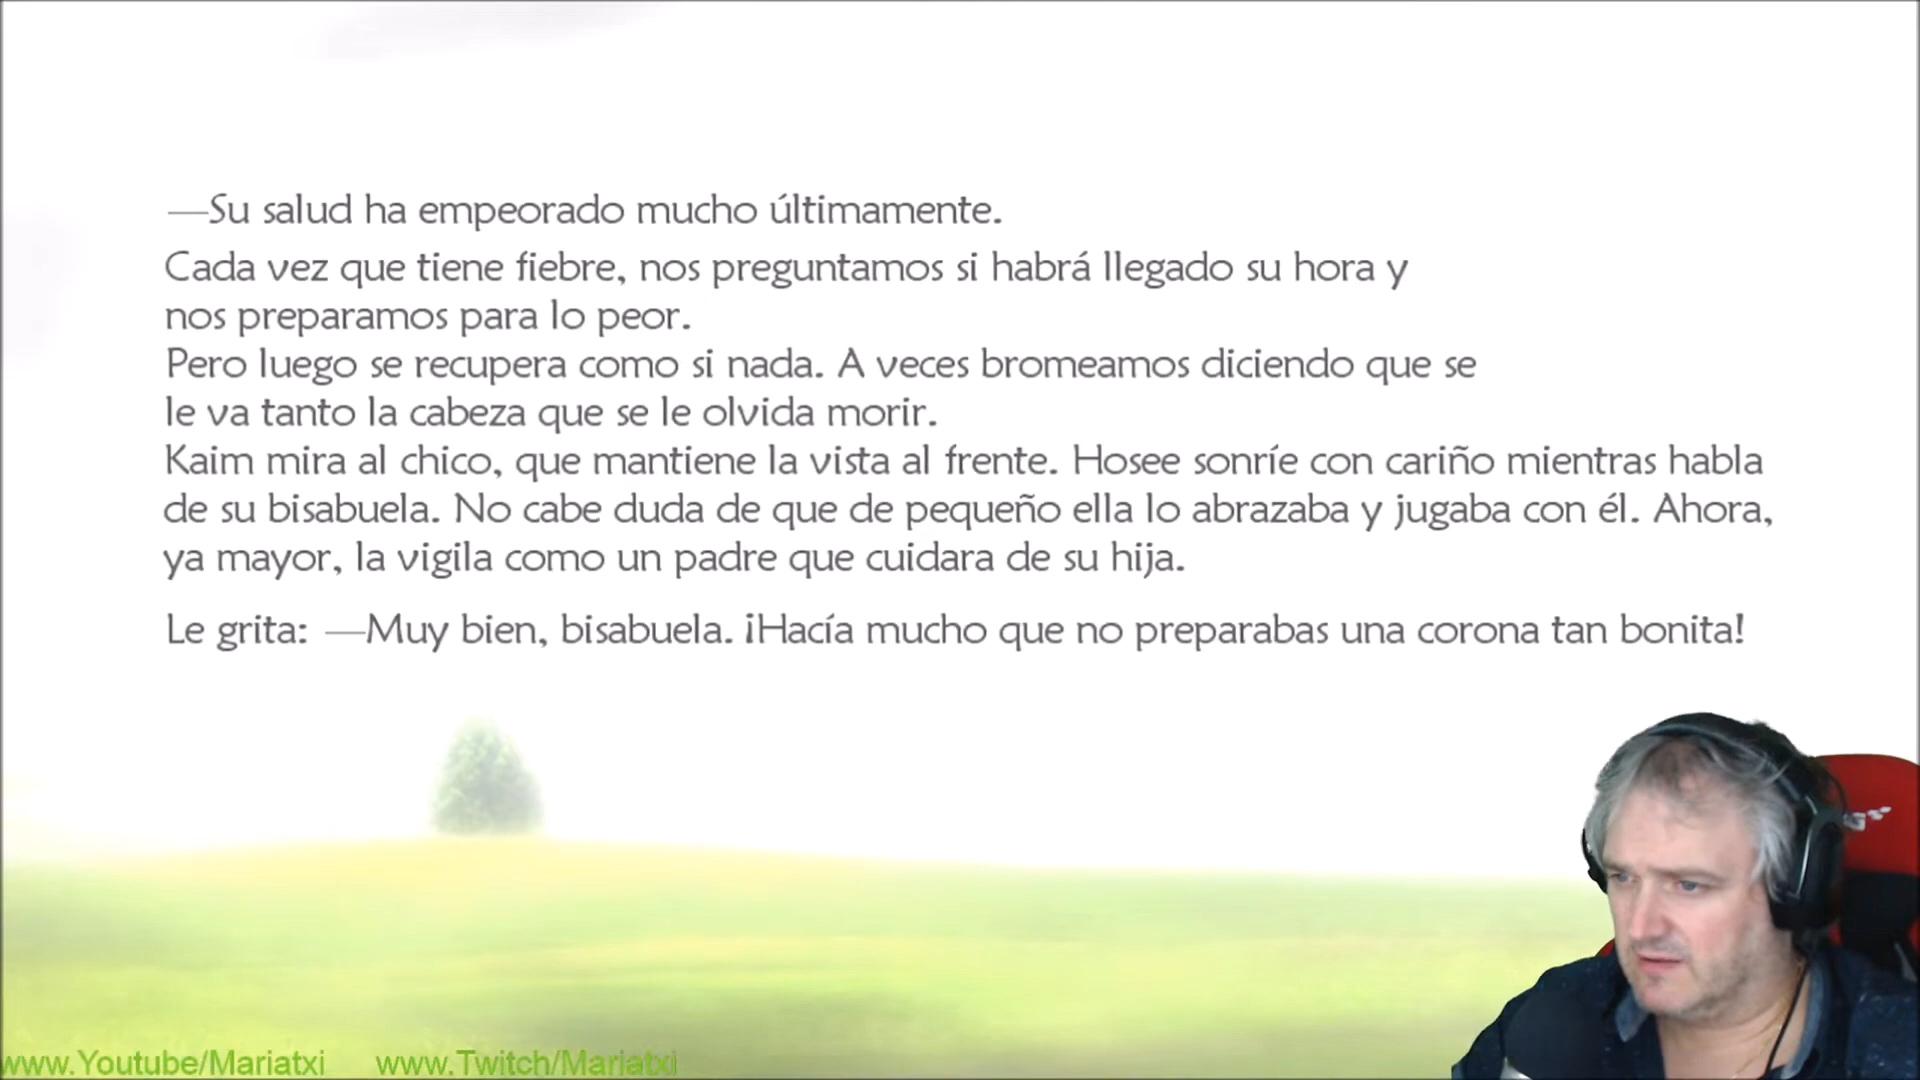 —Su salud ha empeorado mucho últimamente.
Cada vez que tiene fiebre, nos preguntamos si habrá llegado su hora y
nos preparamos para lo peor.
Pero luego se recupera como si nada. A veces bromeamos diciendo que se
le va tanto la cabeza que se le olvida morir.
Kaim mira al chico, que mantiene la vista al frente. Hosee sonríe con cariño mientras habla
de su bisabuela. No cabe duda de que de pequeño ella lo abrazaba y jugaba con él. Ahora,
ya mayor, la vigila como un padre que cuidara de su hija.
Le grita: —Muy bien, bisabuela. ¡Hacía mucho que no preparabas una corona tan bonita!
www.Youtube/Mariatxi www.Twitch/Mariatxi